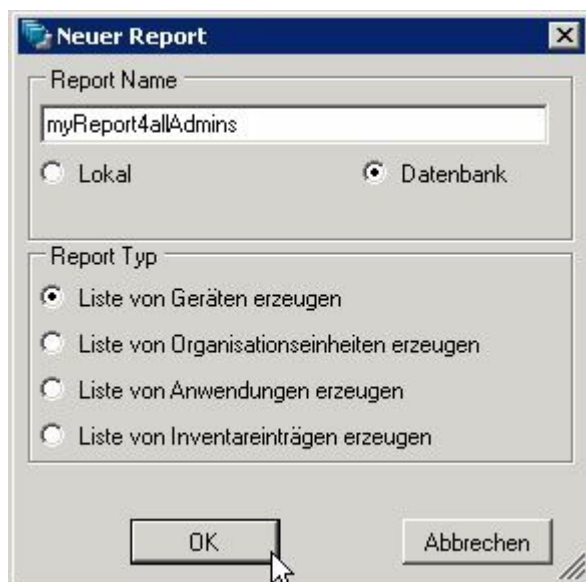 Neuer Report
Report Name
myReport4allAdmins
Lokal Datenbank
Report Typ
Liste von Geräten erzeugen
Liste von Organisationseinheiten erzeugen
Liste von Anwendungen erzeugen
Liste von Inventareinträgen erzeugen
OK Abbrechen